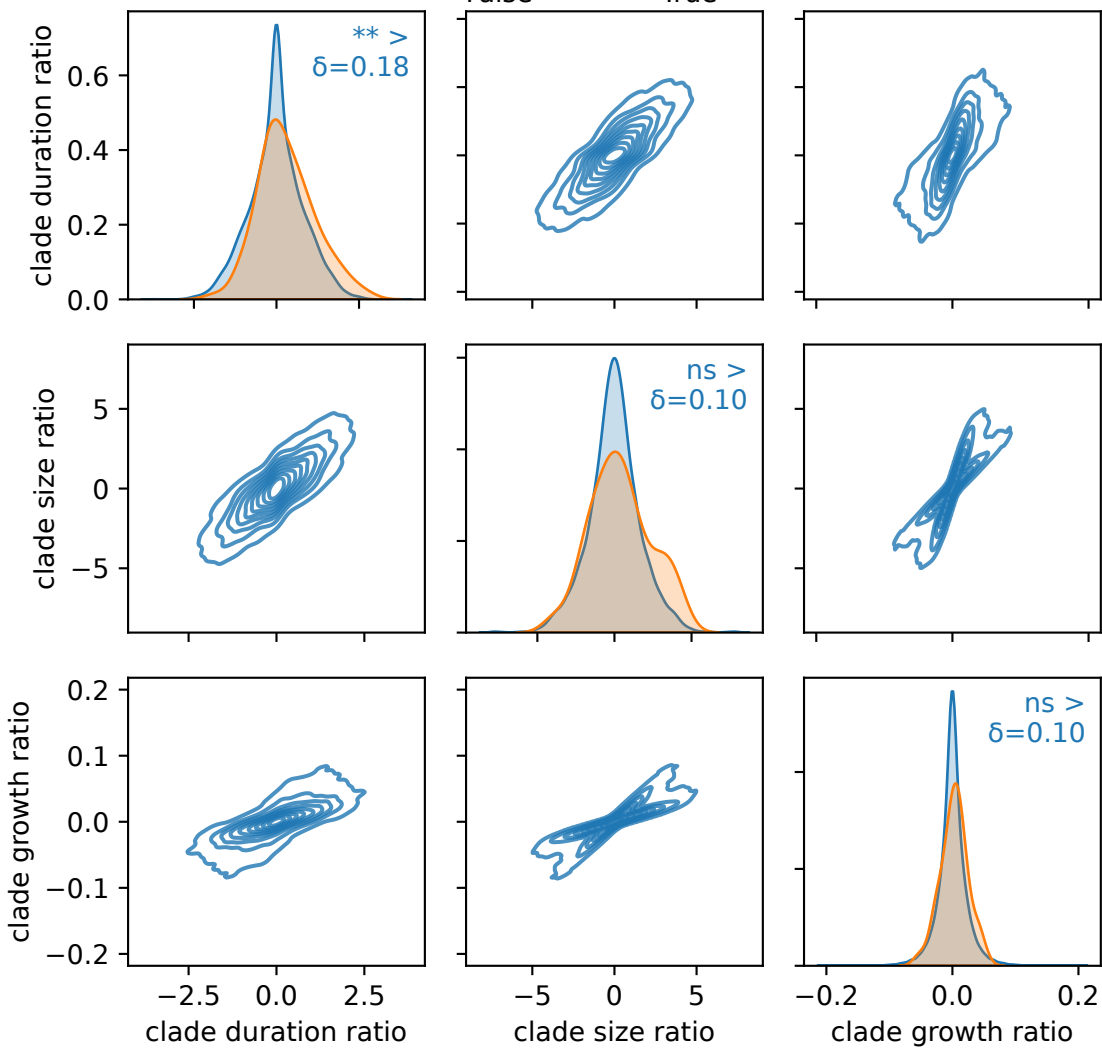 ** >
δ=0.18
clade duration ratio
0.6
0.4
0.2
0.0
ns >
δ=0.10
clade size ratio
5
0
−5
ns >
δ=0.10
clade growth ratio
0.2
0.1
0.0
−0.1
−0.2
−2.5 0.0 2.5
−5 0 5
−0.2 0.0 0.2
clade duration ratio
clade size ratio
clade growth ratio